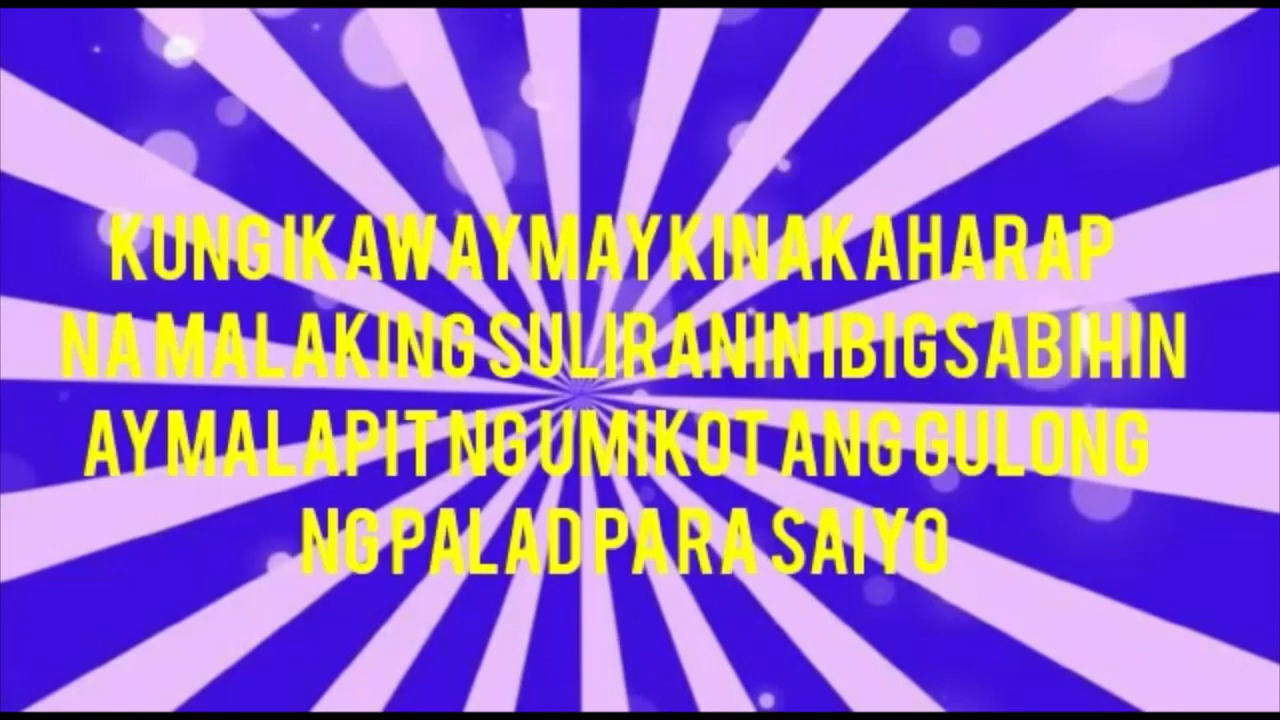 KUNG IKAW AY MAY KINAKAHARAP
NA MALAKING SULIRANIN IBIG SABIHIN
AY MALAPIT NG UMIKOT ANG GULONG
NG PALAD PARA SAIYO